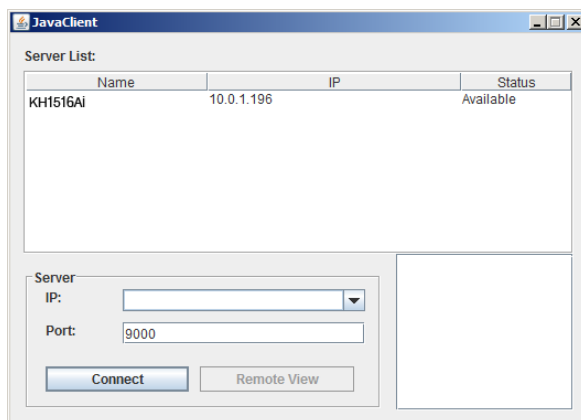 JavaClient
Server List:
Name IP Status
KH1516Ai 10.0.1.196 Available
Server
IP:
Port: 9000
Connect Remote View